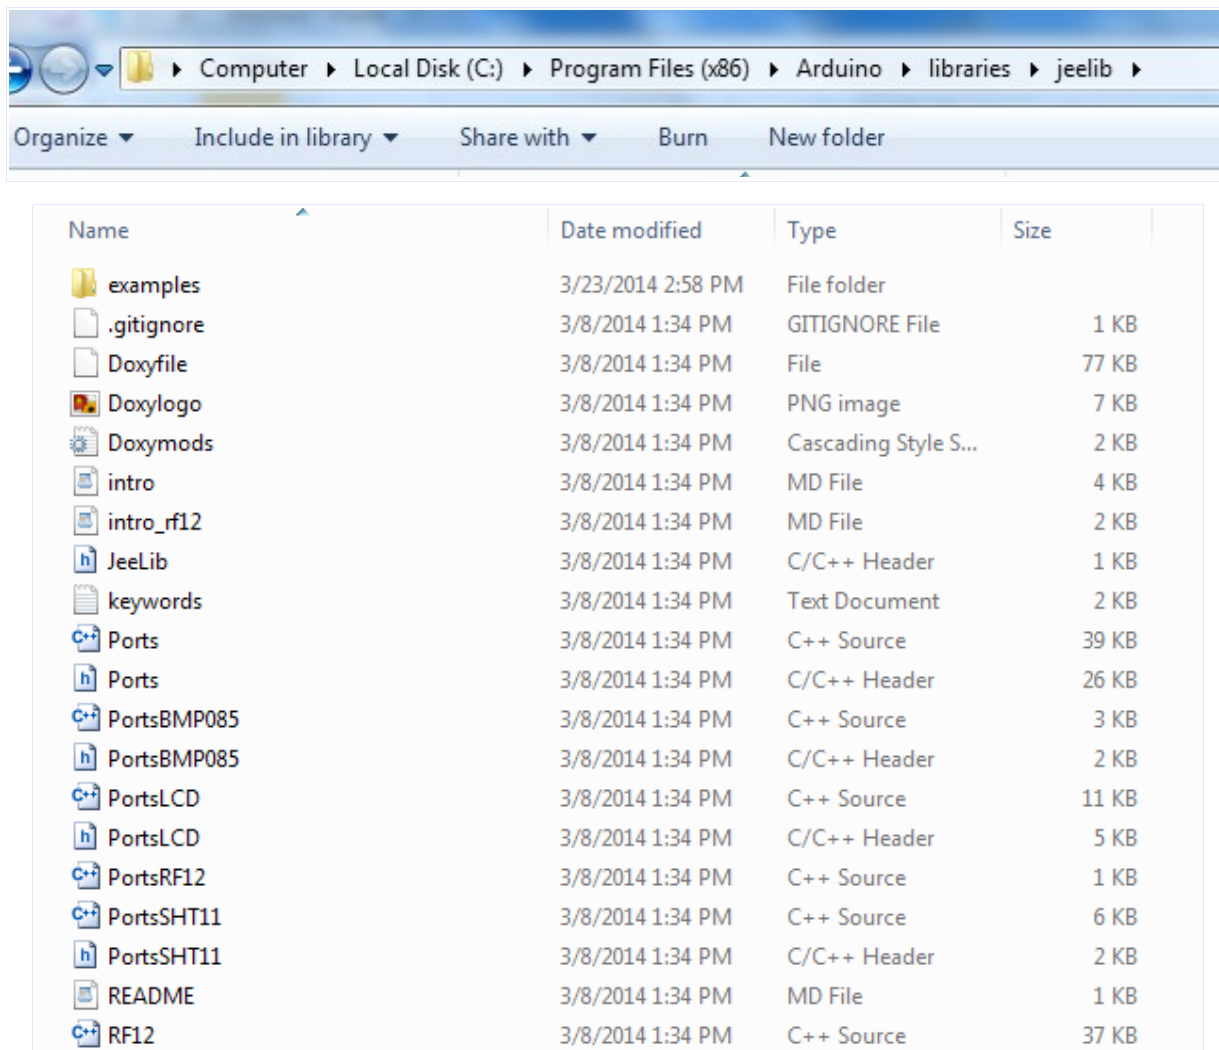 Computer Local Disk (C:) Program Files (x86) Arduino libraries jeelib
Organize Include in library Share with Burn New folder
Name Date modified Type Size
examples 3/23/2014 2:58 PM File folder
.gitignore 3/8/2014 1:34 PM GITIGNORE File 1 KB
Doxyfile 3/8/2014 1:34 PM File 77 KB
Doxylogo 3/8/2014 1:34 PM PNG image 7 KB
Doxymods 3/8/2014 1:34 PM Cascading Style S... 2 KB
intro 3/8/2014 1:34 PM MD File 4 KB
intro_rf12 3/8/2014 1:34 PM MD File 2 KB
h JeeLib 3/8/2014 1:34 PM C/C++ Header 1 KB
keywords 3/8/2014 1:34 PM Text Document 2 KB
C++ Ports 3/8/2014 1:34 PM C++ Source 39 KB
h Ports 3/8/2014 1:34 PM C/C++ Header 26 KB
C++ PortsBMP085 3/8/2014 1:34 PM C++ Source 3 KB
h PortsBMP085 3/8/2014 1:34 PM C/C++ Header 2 KB
C++ PortsLCD 3/8/2014 1:34 PM C++ Source 11 KB
h PortsLCD 3/8/2014 1:34 PM C/C++ Header 5 KB
C++ PortsRF12 3/8/2014 1:34 PM C++ Source 1 KB
C++ PortsSHT11 3/8/2014 1:34 PM C++ Source 6 KB
h PortsSHT11 3/8/2014 1:34 PM C/C++ Header 2 KB
README 3/8/2014 1:34 PM MD File 1 KB
C++ RF12 3/8/2014 1:34 PM C++ Source 37 KB